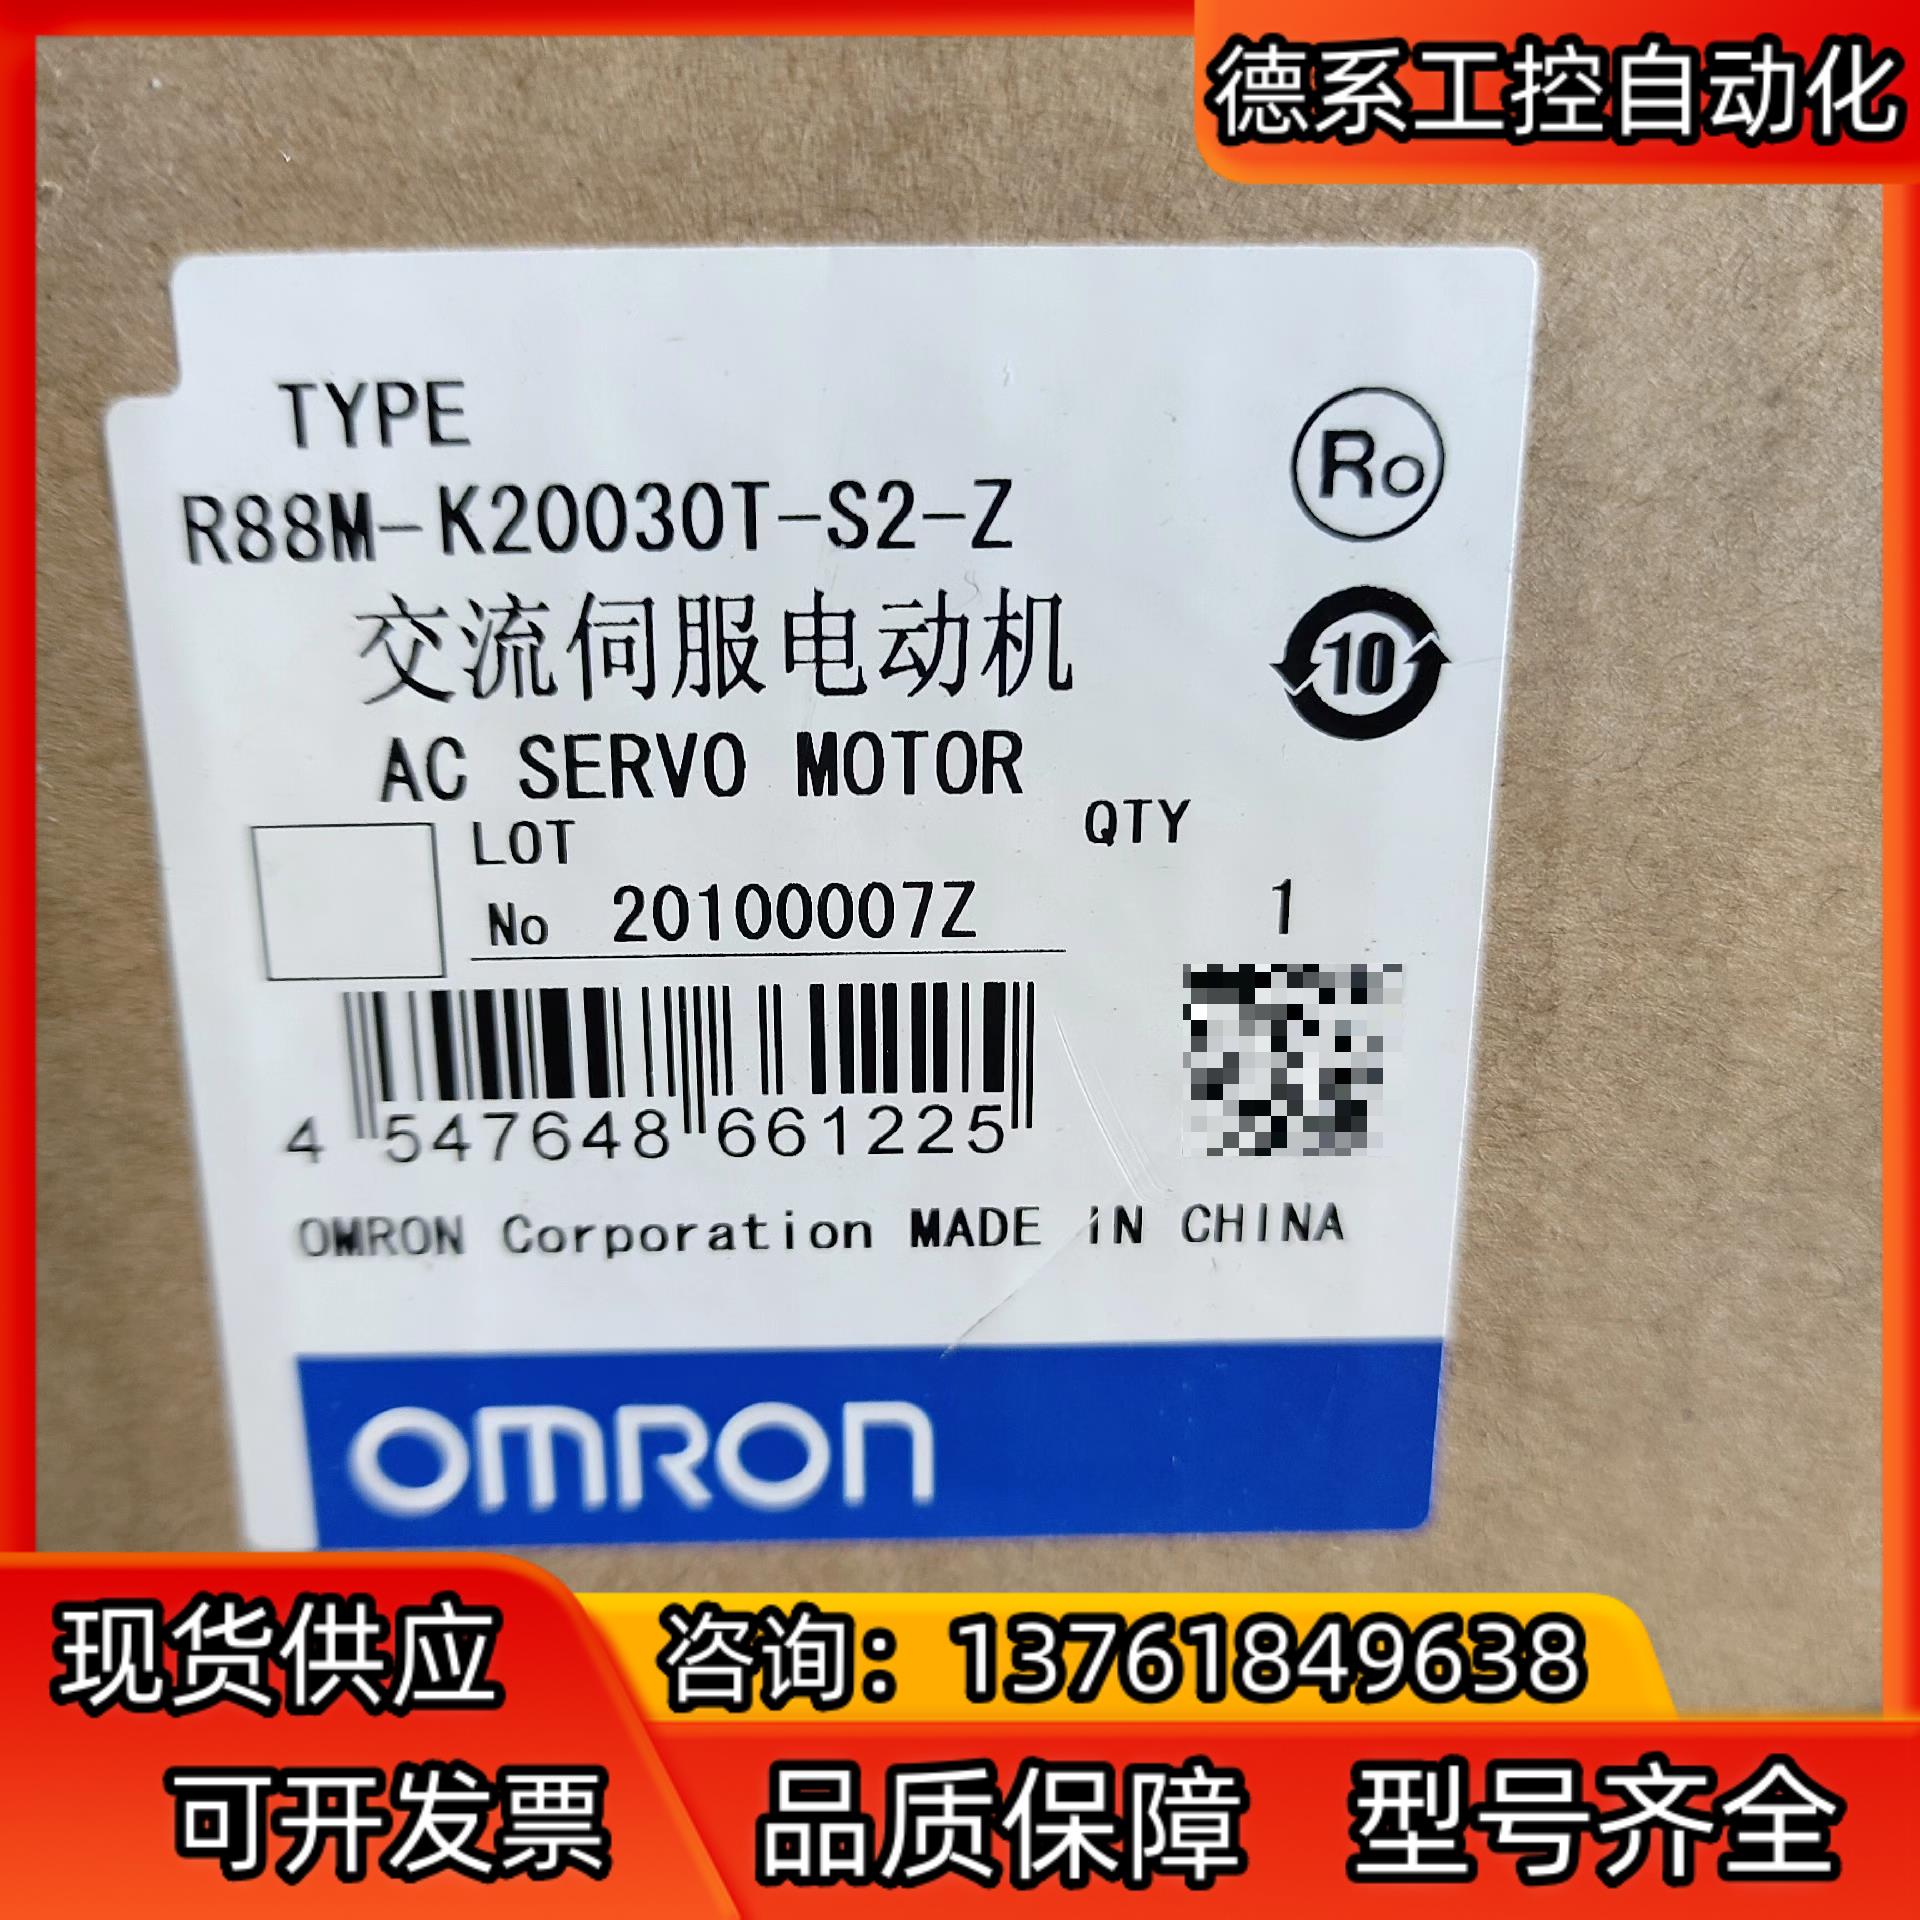 德系工控自动化
TYPE
R88M-K20030T-S2-Z
Ro
交流伺服电动机
10
AC SERVO MOTOR
LOT
QTY
No 20100007Z
1
4 547648 661225
OMRON Corporation MADE IN CHINA
OMRON
现货供应
咨询：13761849638
可开发票
品质保障 型号齐全